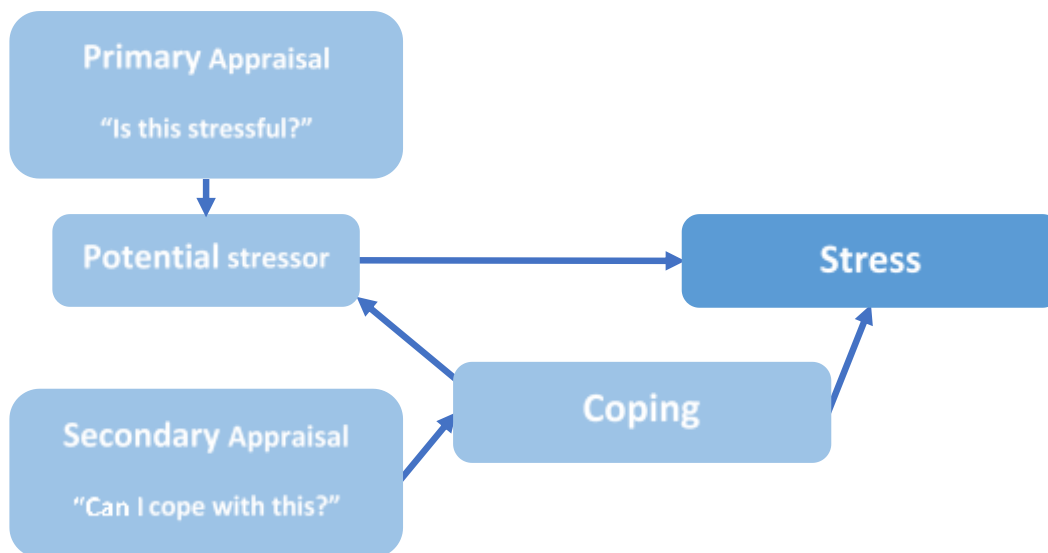 Primary Appraisal
“Is this stressful?”
Potential stressor
Stress
Coping
Secondary Appraisal
“Can I cope with this?”